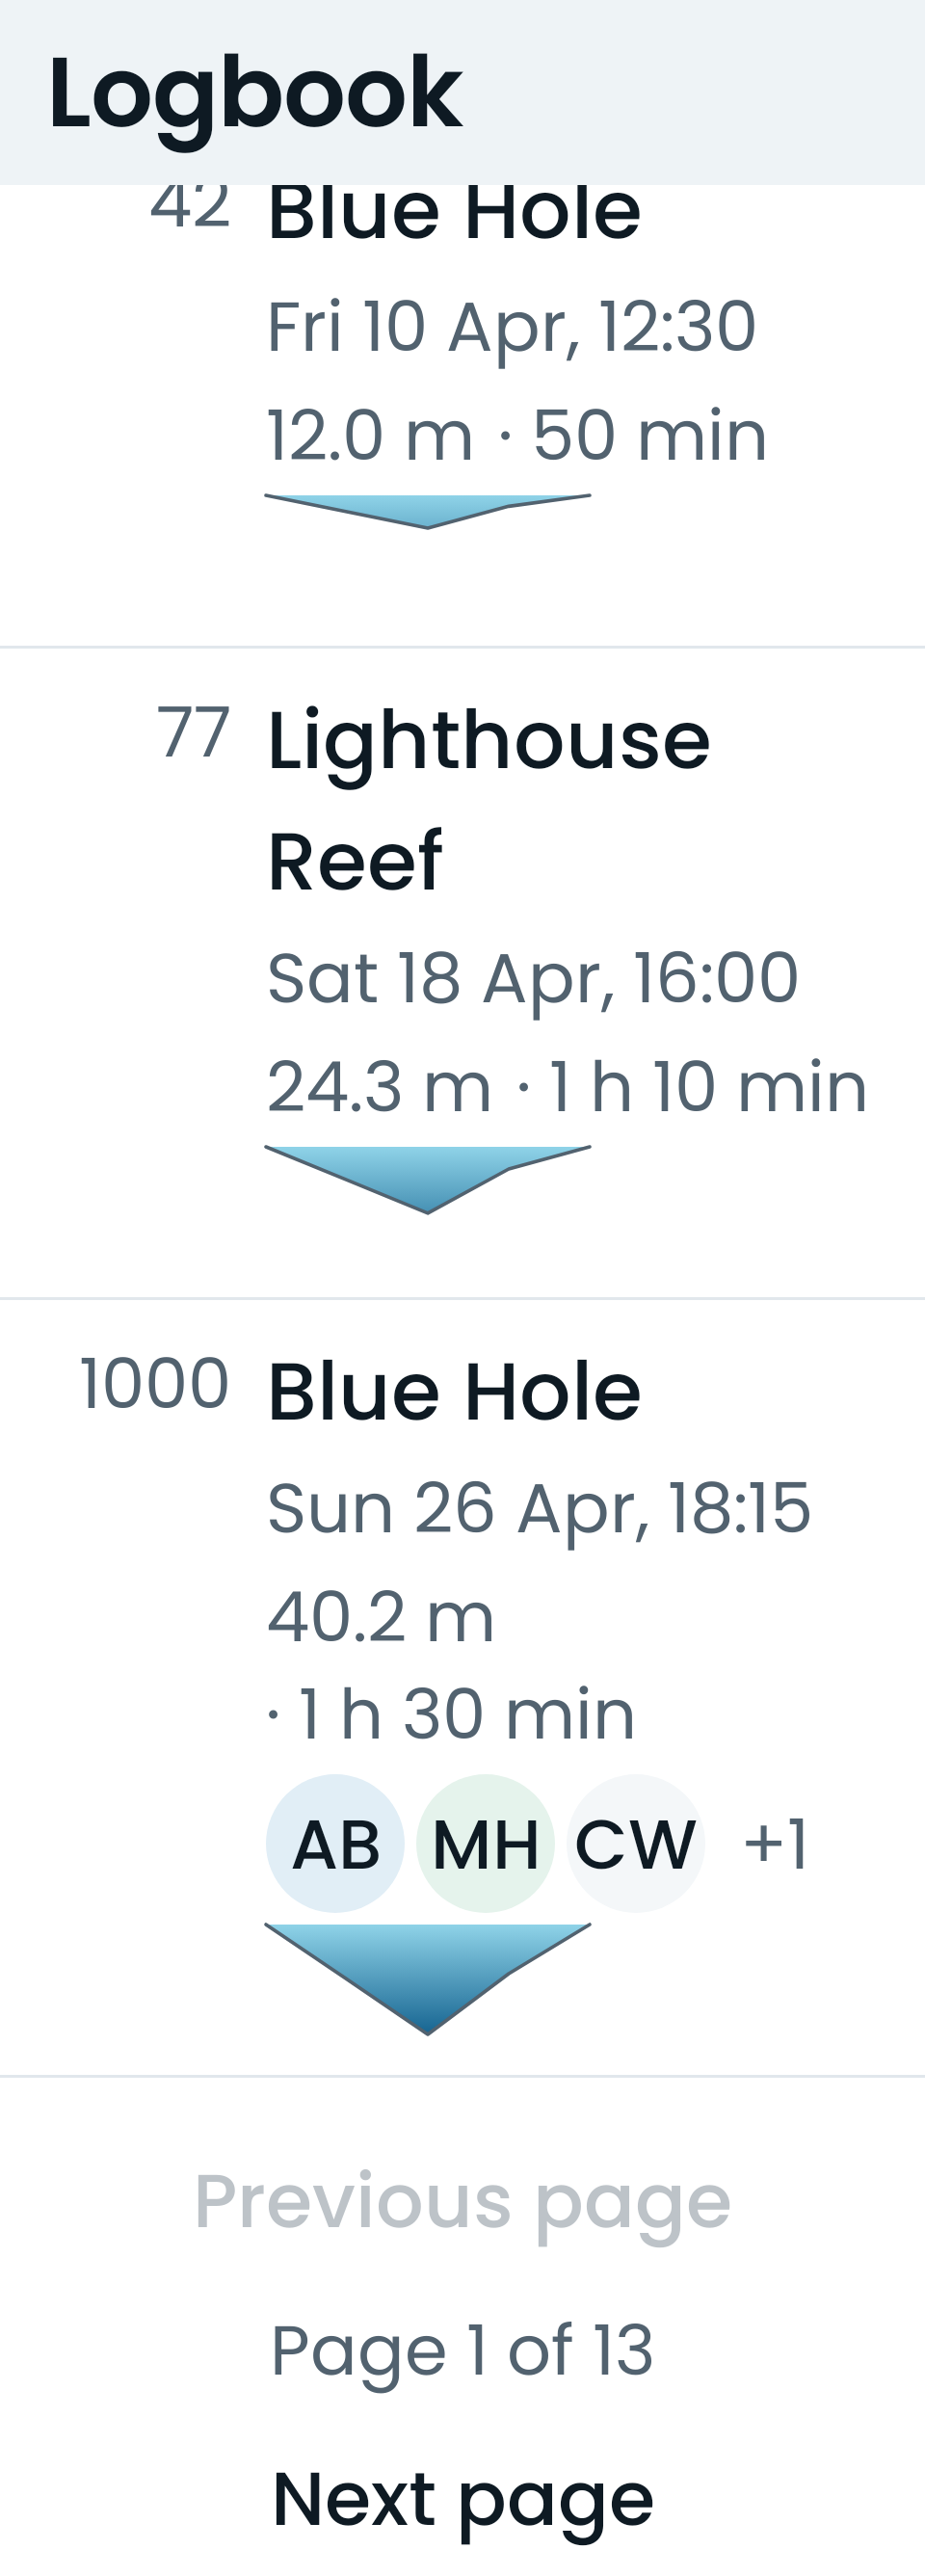 Logbook
42 Blue Hole
Fri 10 Apr, 12:30
12.0 m · 50 min
77 Lighthouse
Reef
Sat 18 Apr, 16:00
24.3 m · 1 h 10 min
1000 Blue Hole
Sun 26 Apr, 18:15
40.2 m
· 1 h 30 min
AB MH CW +1
Previous page
Page 1 of 13
Next page